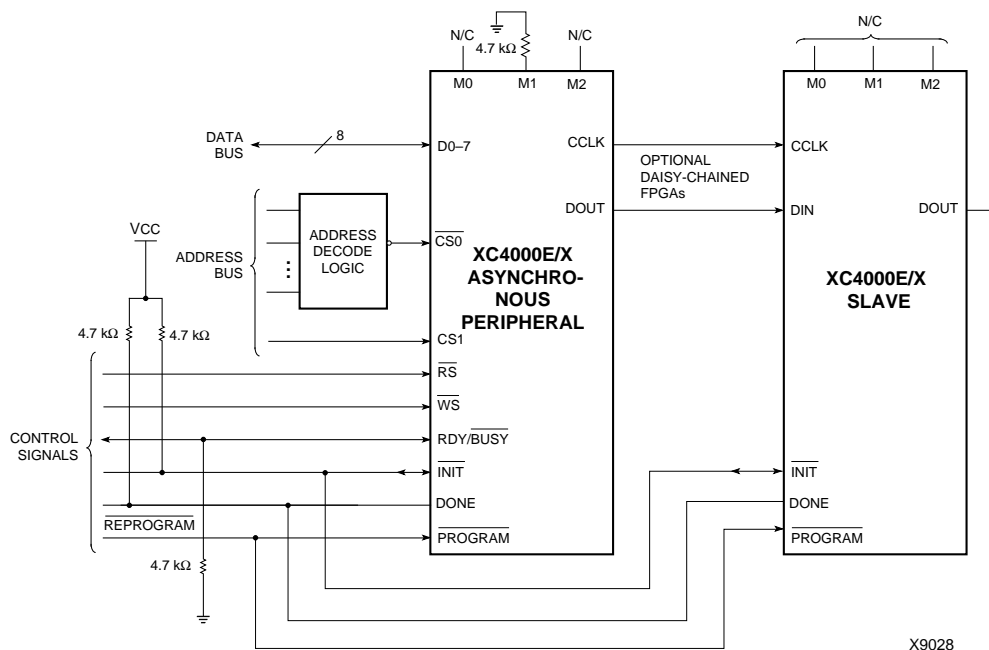 N/C
4.7 kΩ
N/C
N/C
M0
M1
M2
M0
M1
M2
DATA
BUS
8
D0–7
CCLK
CCLK
OPTIONAL
DAISY-CHAINED
FPGAs
DOUT
DIN
DOUT
VCC
ADDRESS
BUS
ADDRESS
DECODE
LOGIC
CS0
XC4000E/X
ASYNCHRO-
NOUS
PERIPHERAL
XC4000E/X
SLAVE
4.7 kΩ
4.7 kΩ
CS1
RS
WS
CONTROL
SIGNALS
RDY/BUSY
INIT
INIT
DONE
DONE
REPROGRAM
PROGRAM
PROGRAM
4.7 kΩ
X9028